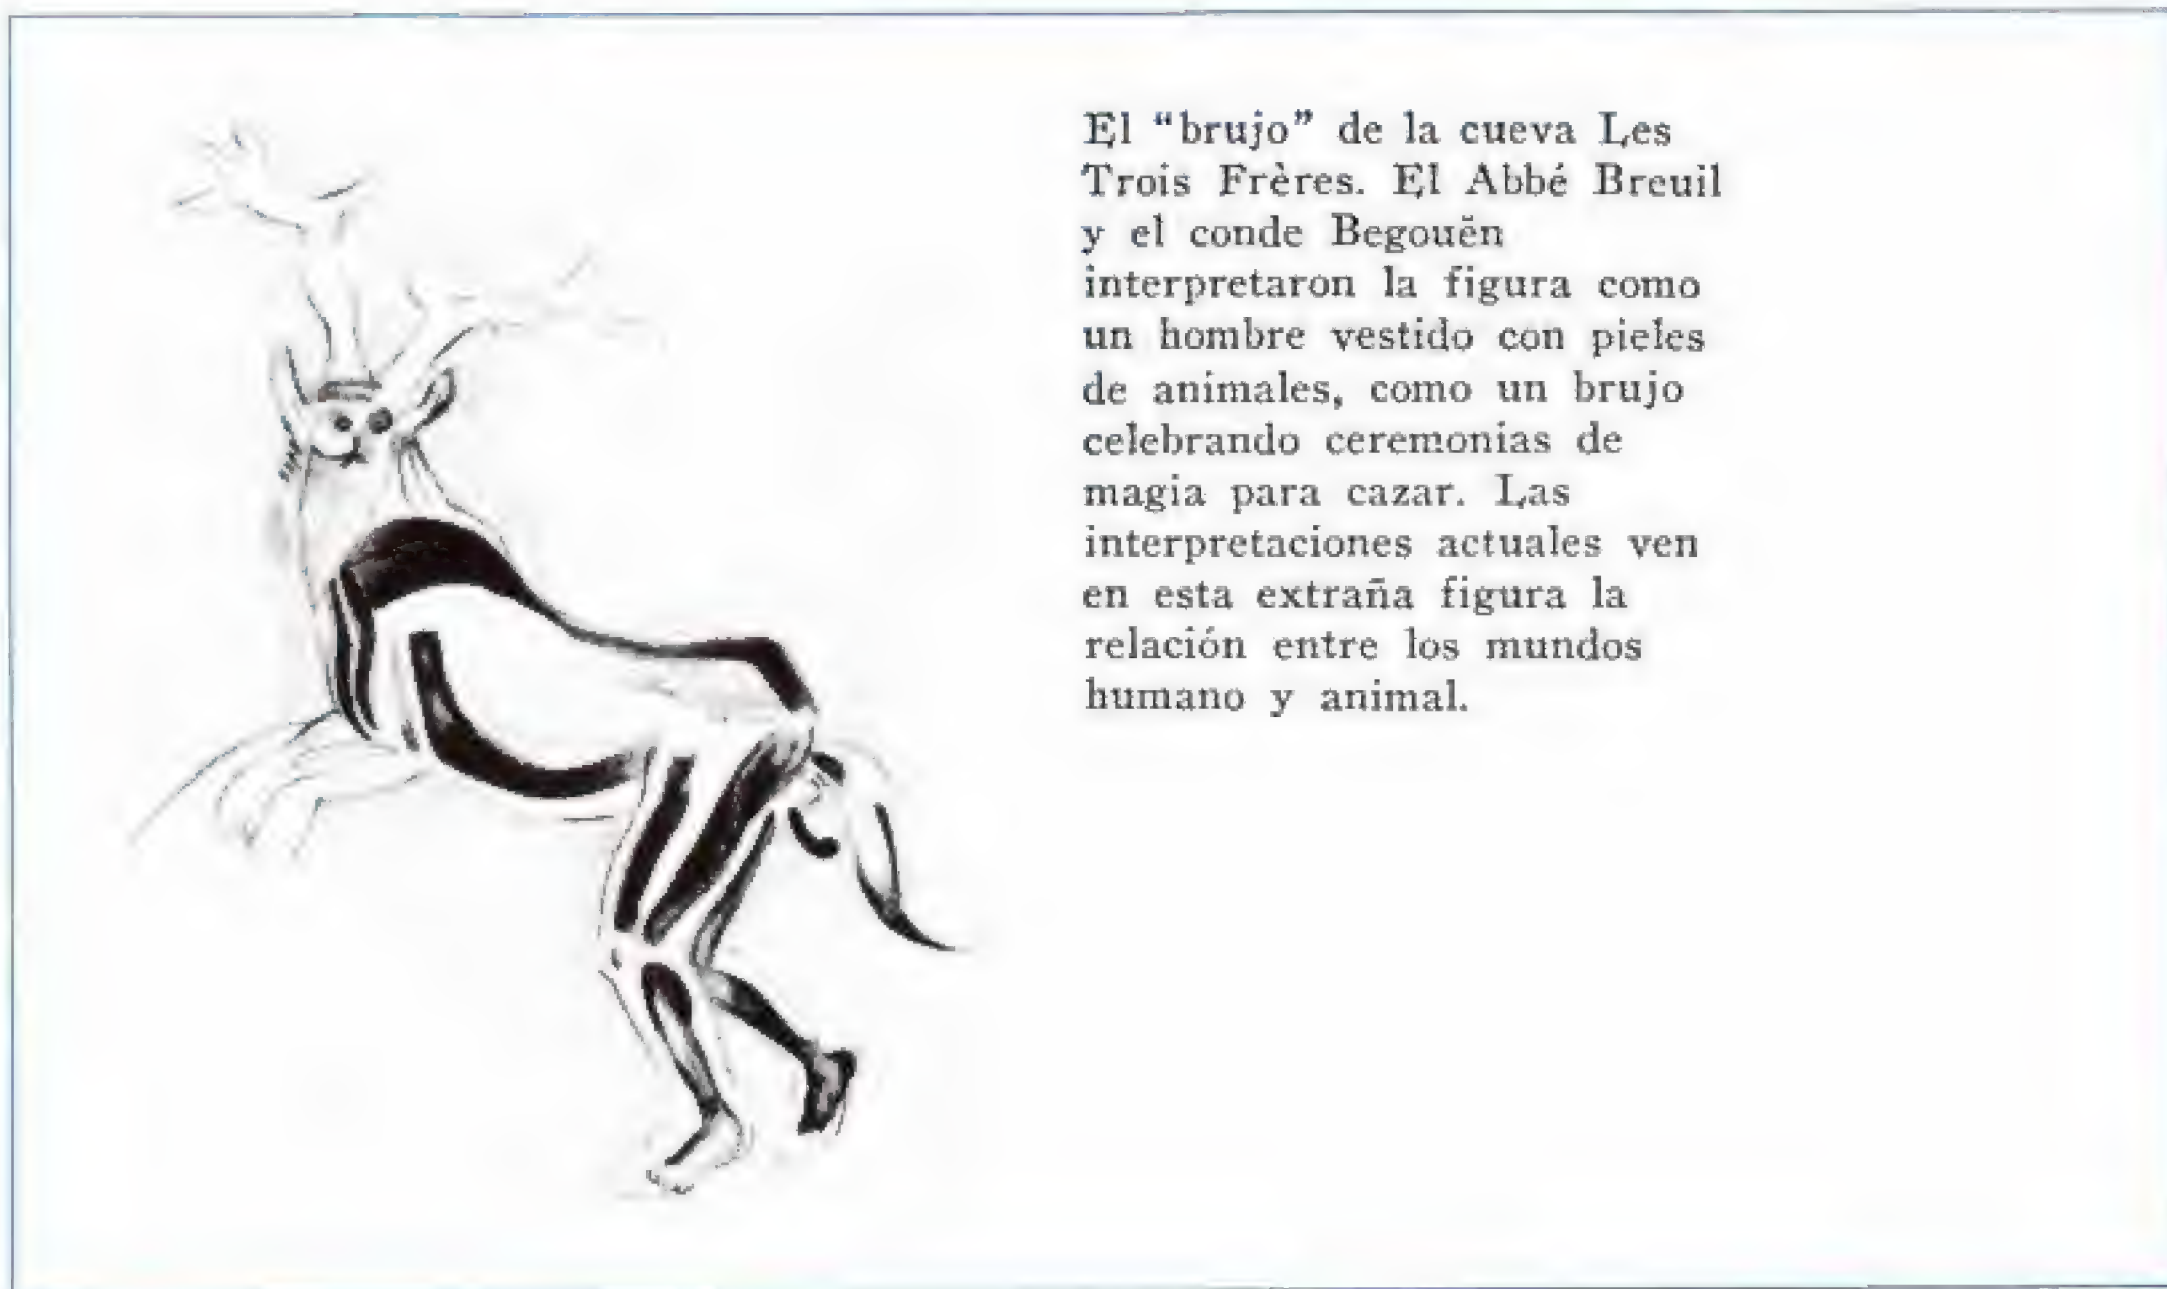 El “brujo” de la cueva Les
Trois Frères. El Abbé Breuil
y el conde Begouën
interpretaron la figura como
un hombre vestido con pieles
de animales, como un brujo
celebrando ceremonias de
magia para cazar. Las
interpretaciones actuales ven
en esta extraña figura la
relación entre los mundos
humano y animal.